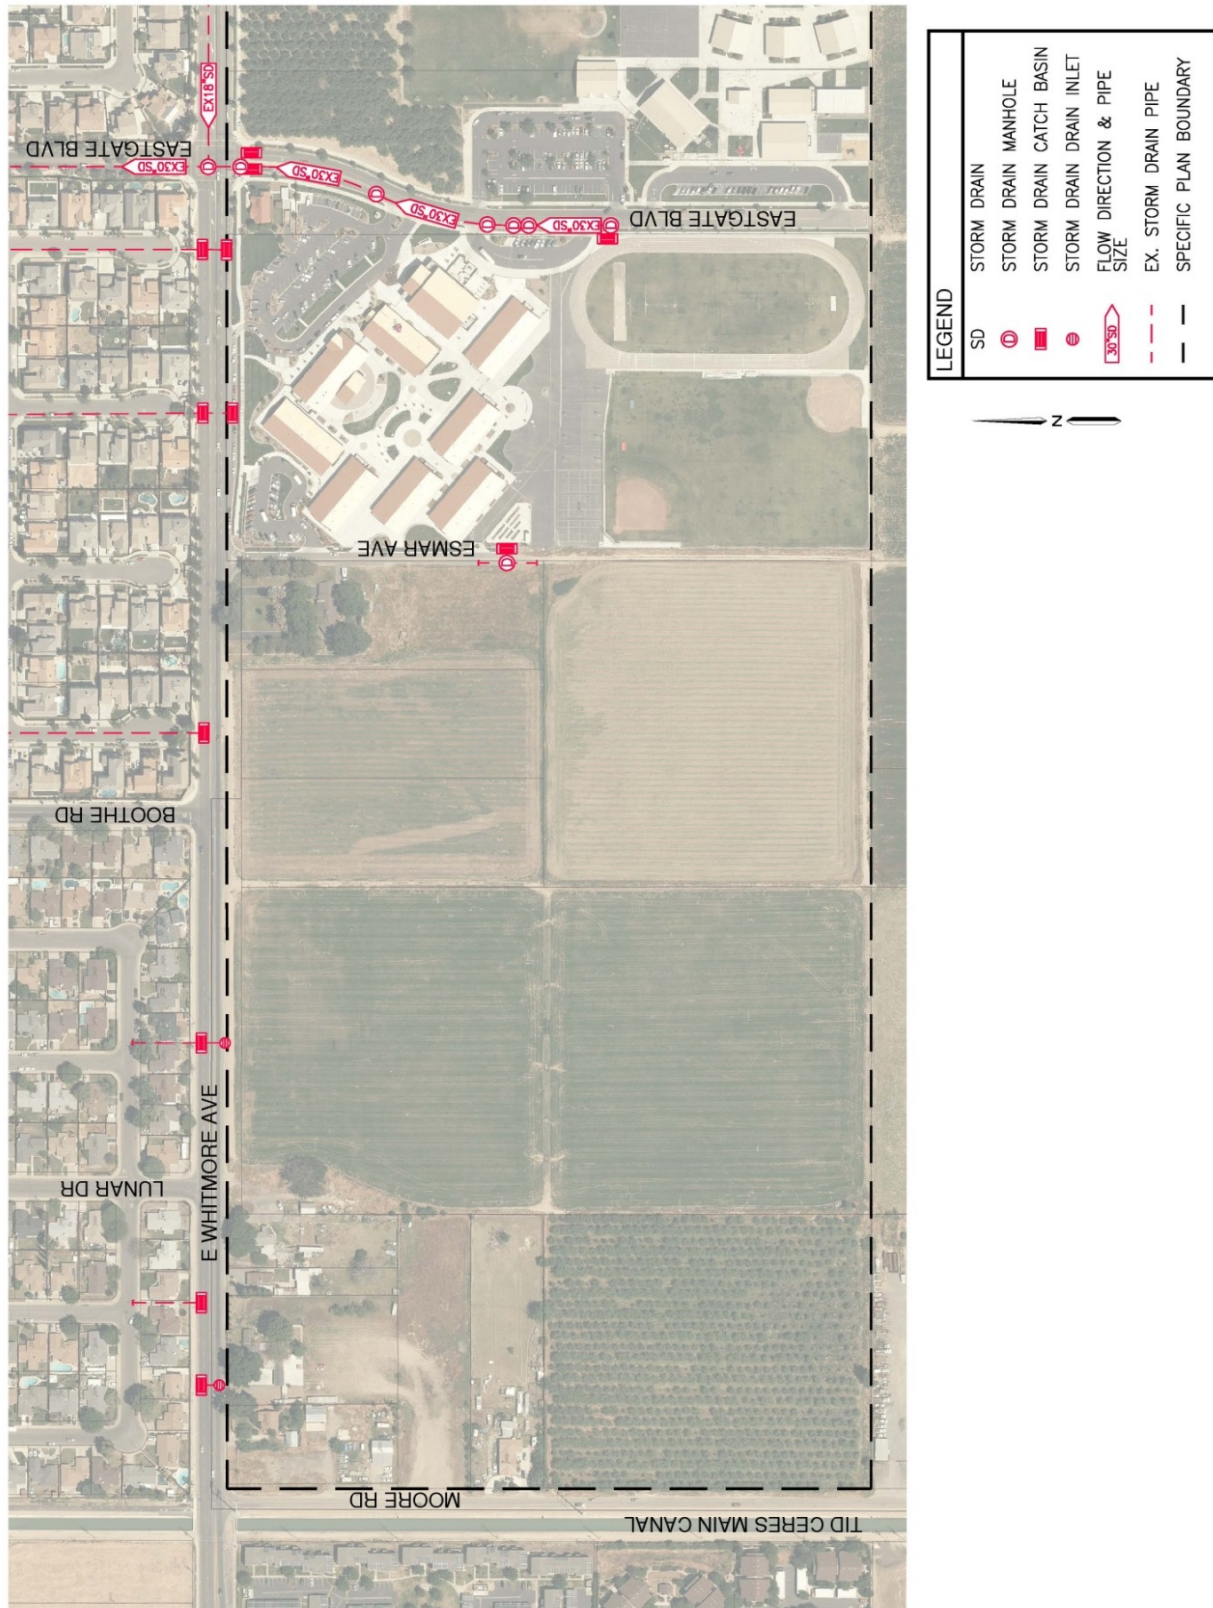 EX18"SD
EASTGATE BLVD
EX30"SD
EX30"SD
EX30"SD
EX30"SD
EASTGATE BLVD
ESMAR AVE
BOOTHE RD
E WHITMORE AVE
LUNAR DR
MOORE RD
TID CERES MAIN CANAL
LEGEND
SD STORM DRAIN
D STORM DRAIN MANHOLE
STORM DRAIN CATCH BASIN
STORM DRAIN DRAIN INLET
30"SD FLOW DIRECTION & PIPE
SIZE
EX. STORM DRAIN PIPE
SPECIFIC PLAN BOUNDARY
N